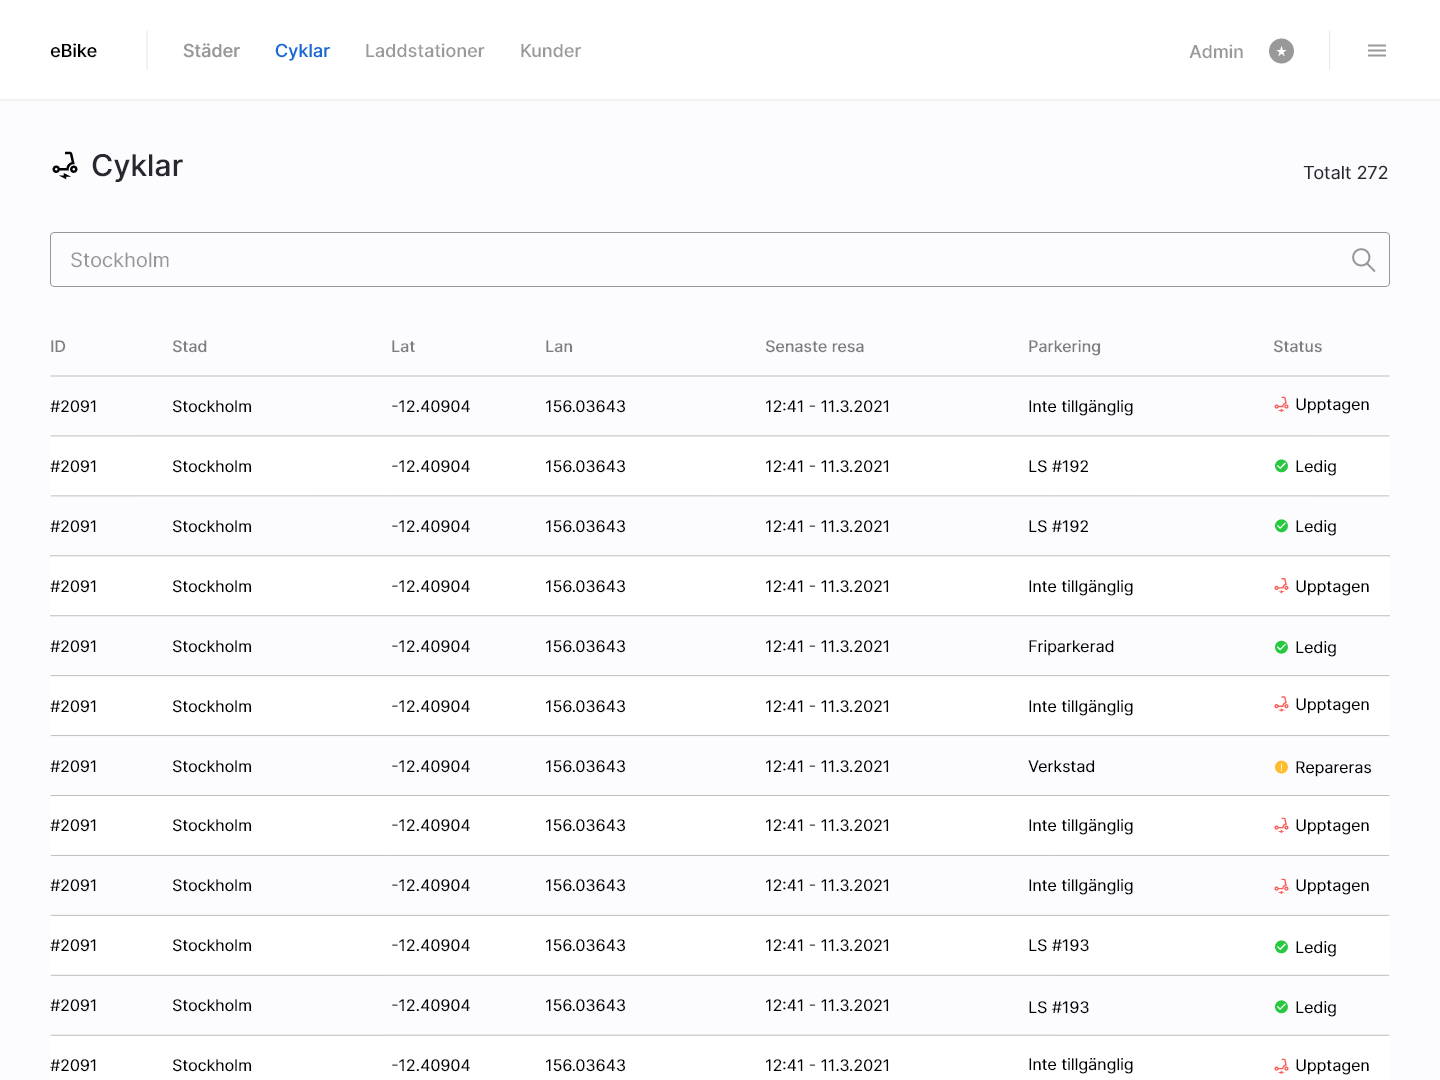 eBike Städer Cyklar Laddstationer Kunder Admin
Cyklar
Totalt 272
Stockholm
ID Stad Lat Lan Senaste resa Parkering Status
#2091 Stockholm -12.40904 156.03643 12:41 - 11.3.2021 Inte tillgänglig Upptagen
#2091 Stockholm -12.40904 156.03643 12:41 - 11.3.2021 LS #192 Ledig
#2091 Stockholm -12.40904 156.03643 12:41 - 11.3.2021 LS #192 Ledig
#2091 Stockholm -12.40904 156.03643 12:41 - 11.3.2021 Inte tillgänglig Upptagen
#2091 Stockholm -12.40904 156.03643 12:41 - 11.3.2021 Friparkerad Ledig
#2091 Stockholm -12.40904 156.03643 12:41 - 11.3.2021 Inte tillgänglig Upptagen
#2091 Stockholm -12.40904 156.03643 12:41 - 11.3.2021 Verkstad Repareras
#2091 Stockholm -12.40904 156.03643 12:41 - 11.3.2021 Inte tillgänglig Upptagen
#2091 Stockholm -12.40904 156.03643 12:41 - 11.3.2021 Inte tillgänglig Upptagen
#2091 Stockholm -12.40904 156.03643 12:41 - 11.3.2021 LS #193 Ledig
#2091 Stockholm -12.40904 156.03643 12:41 - 11.3.2021 LS #193 Ledig
#2091 Stockholm -12.40904 156.03643 12:41 - 11.3.2021 Inte tillgänglig Upptagen